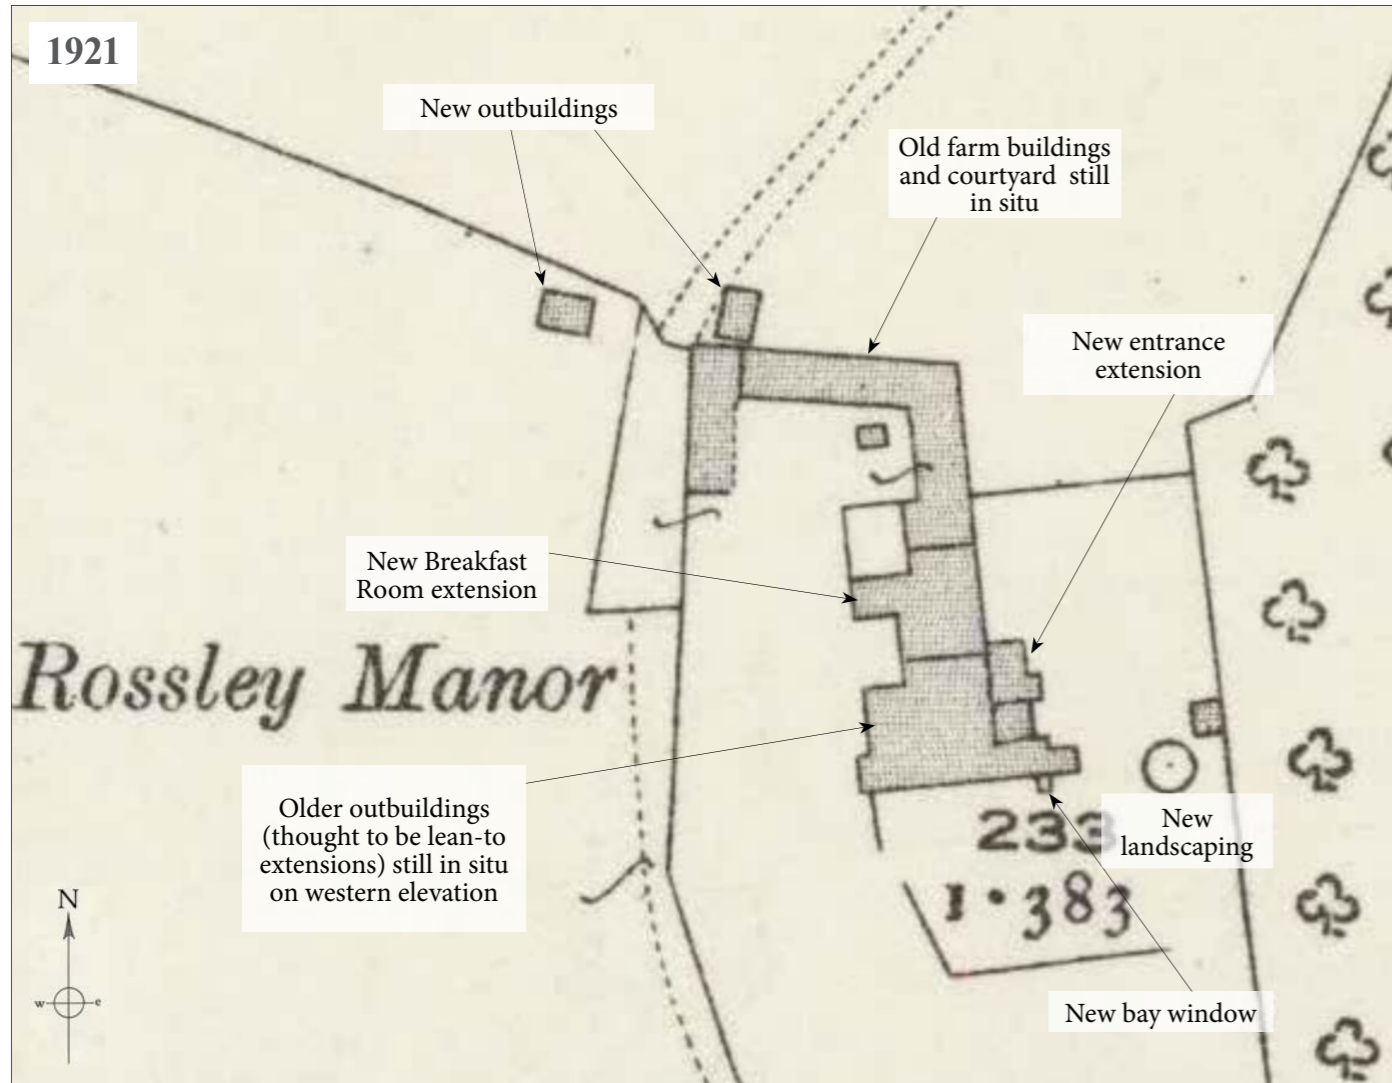 1921
New outbuildings
Old farm buildings
and courtyard still
in situ
New entrance
extension
New Breakfast
Room extension
Rossley Manor
Older outbuildings
(thought to be lean-to
extensions) still in situ
on western elevation
233
New
landscaping
1·383
N
w
e
New bay window